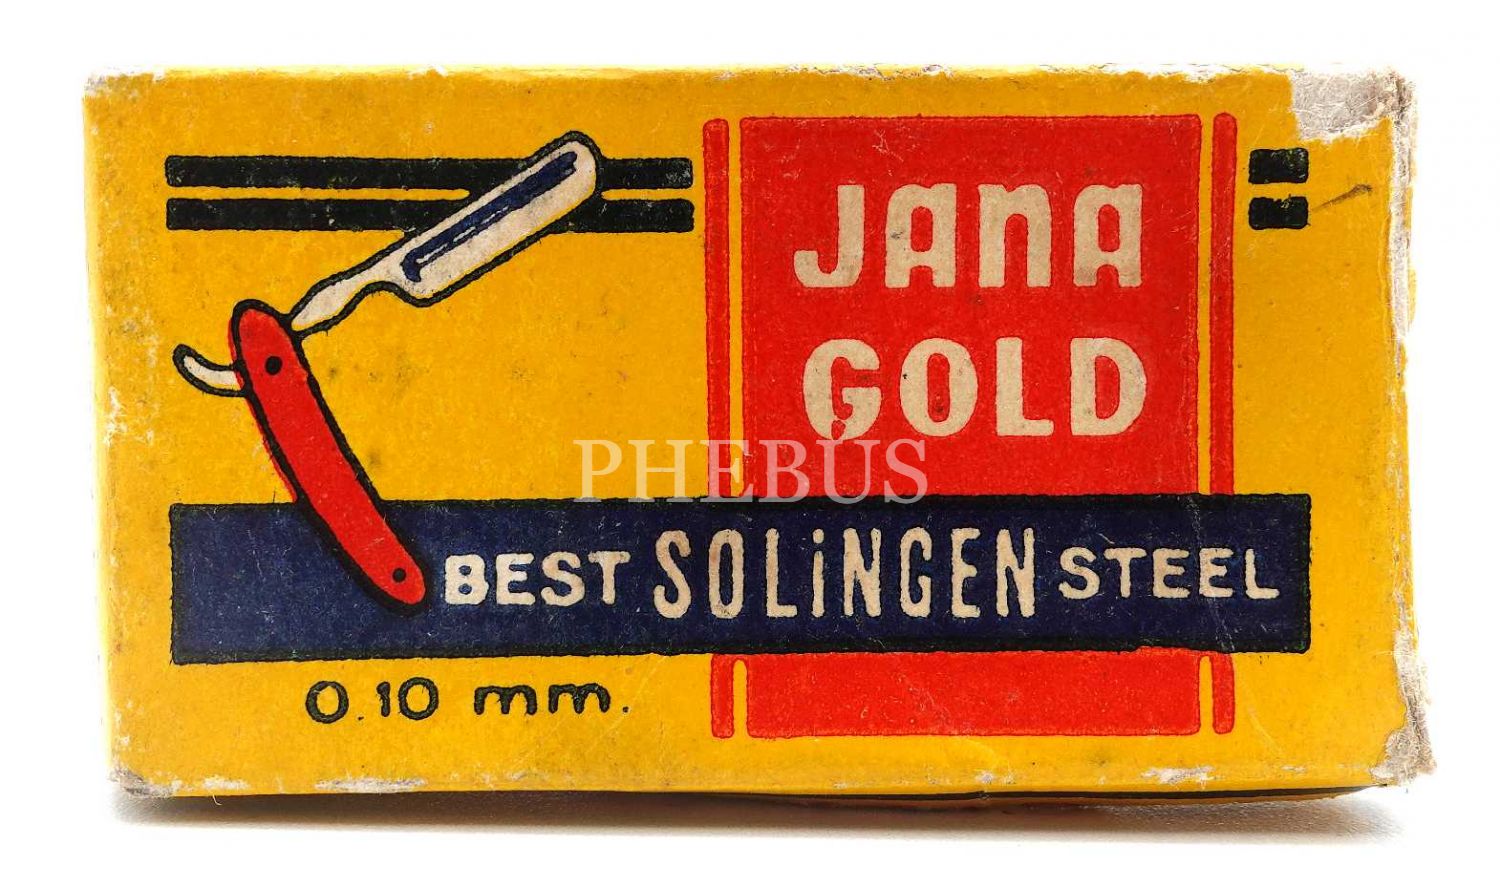 JANA
GOLD
PHEBUS
BEST SOLiNGEN STEEL
0.10 mm.